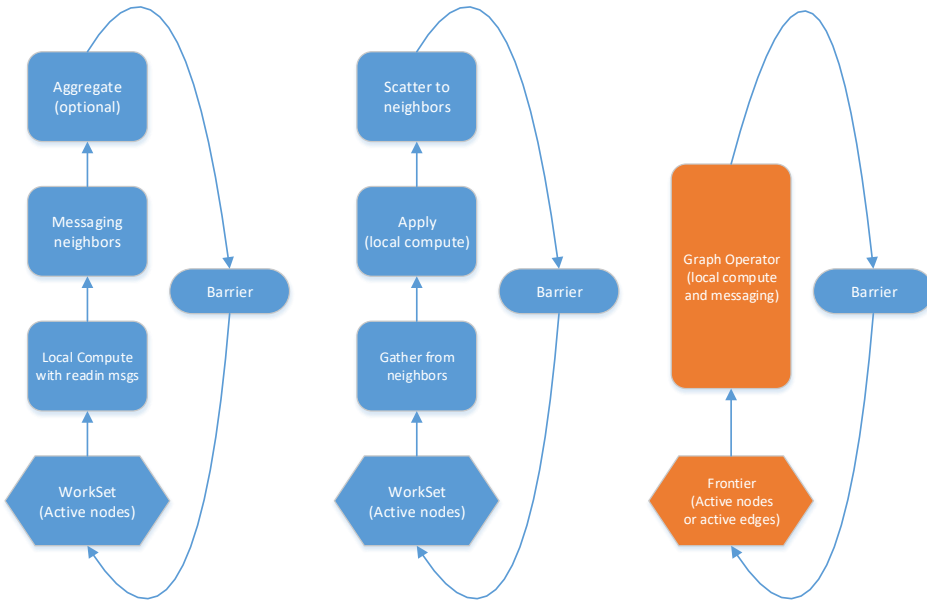 Aggregate
(optional)
Messaging
neighbors
Local Compute
with readin msgs
WorkSet
(Active nodes)
Barrier
Scatter to
neighbors
Apply
(local compute)
Gather from
neighbors
WorkSet
(Active nodes)
Barrier
Graph Operator
(local compute
and messaging)
Frontier
(Active nodes
or active edges)
Barrier